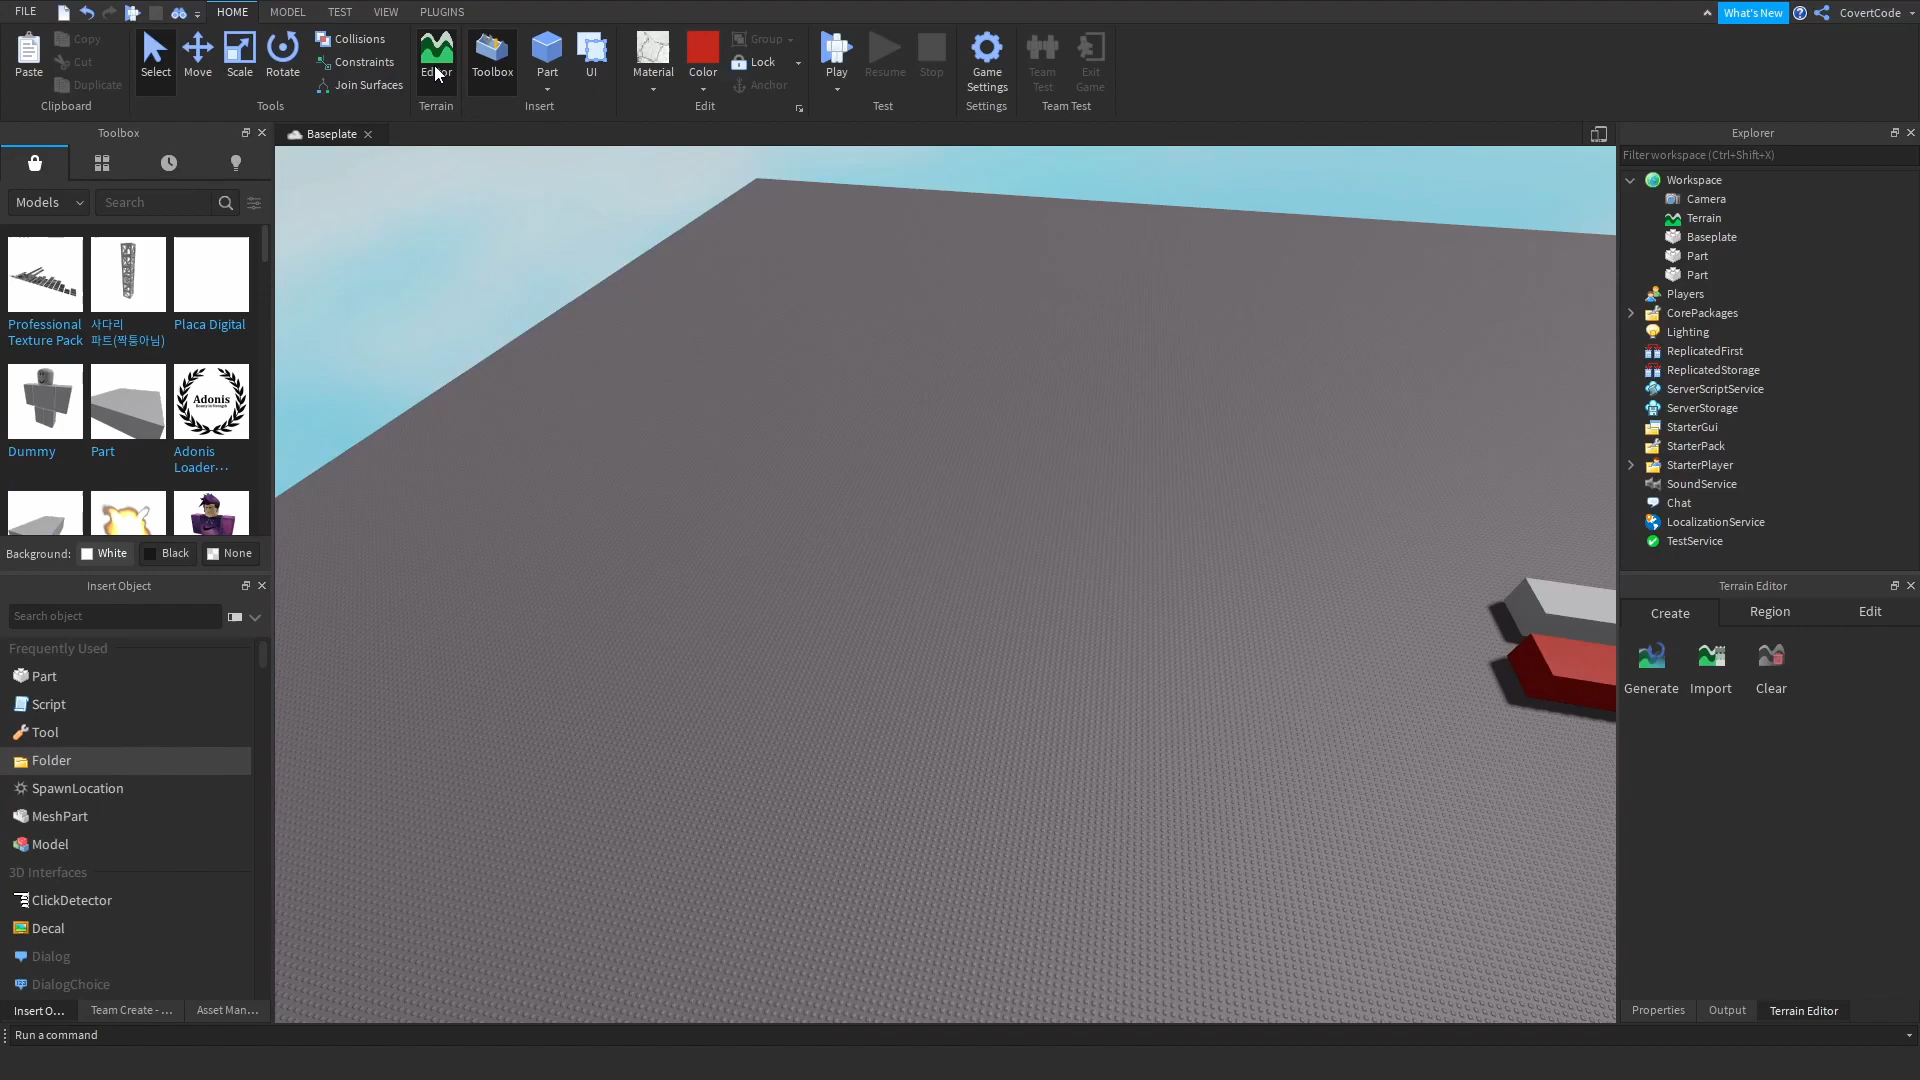 FILE HOME MODEL TEST VIEW PLUGINS What's New CovertCode
Paste Copy Cut Duplicate Clipboard
Select Move Scale Rotate Collisions Constraints Join Surfaces Tools
Editor Terrain
Toolbox Part UI Insert
Material Color Group Lock Anchor Edit
Play Resume Stop Test
Game Settings Settings
Team Test Exit Game Team Test
Toolbox
Models Search
Professional Texture Pack
사다리 파트(짝퉁아님)
Placa Digital
Dummy
Part
Adonis
Adonis Loader···
Background: White Black None
Insert Object
Search object
Frequently Used
Part
Script
Tool
Folder
SpawnLocation
MeshPart
Model
3D Interfaces
ClickDetector
Decal
Dialog
DialogChoice
Insert O... Team Create - ... Asset Man...
Run a command
Baseplate
Explorer
Filter workspace (Ctrl+Shift+X)
Workspace
Camera
Terrain
Baseplate
Part
Part
Players
CorePackages
Lighting
ReplicatedFirst
ReplicatedStorage
ServerScriptService
ServerStorage
StarterGui
StarterPack
StarterPlayer
SoundService
Chat
LocalizationService
TestService
Terrain Editor
Create Region Edit
Generate Import Clear
Properties Output Terrain Editor